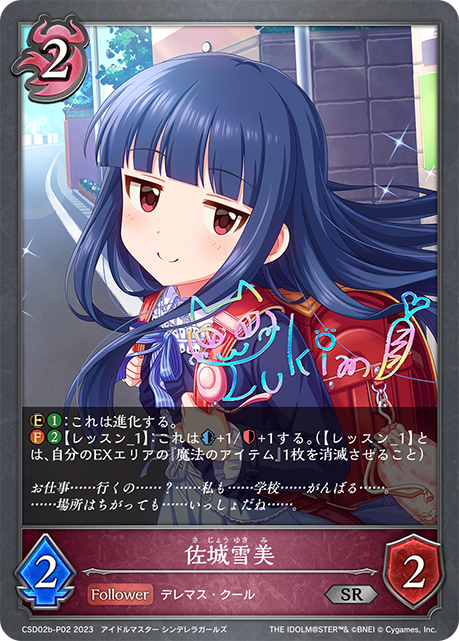 2
Yukimi
E 1:これは進化する。
F 2【レッスン_1】:これは+1/+1する。(【レッスン_1】と
は、自分のEXエリアの『魔法のアイテム』1枚を消滅させること)
お仕事……行くの……?……私も……学校……がんばる……。
……場所はちがっても……いっしょだね……。
さじょう ゆきみ
佐城雪美
2
Follower デレマス・クール
SR
2
CSD02b-P02 2023 アイドルマスター シンデレラガールズ
THE IDOLM@STER™& ©BNEI © Cygames, Inc.